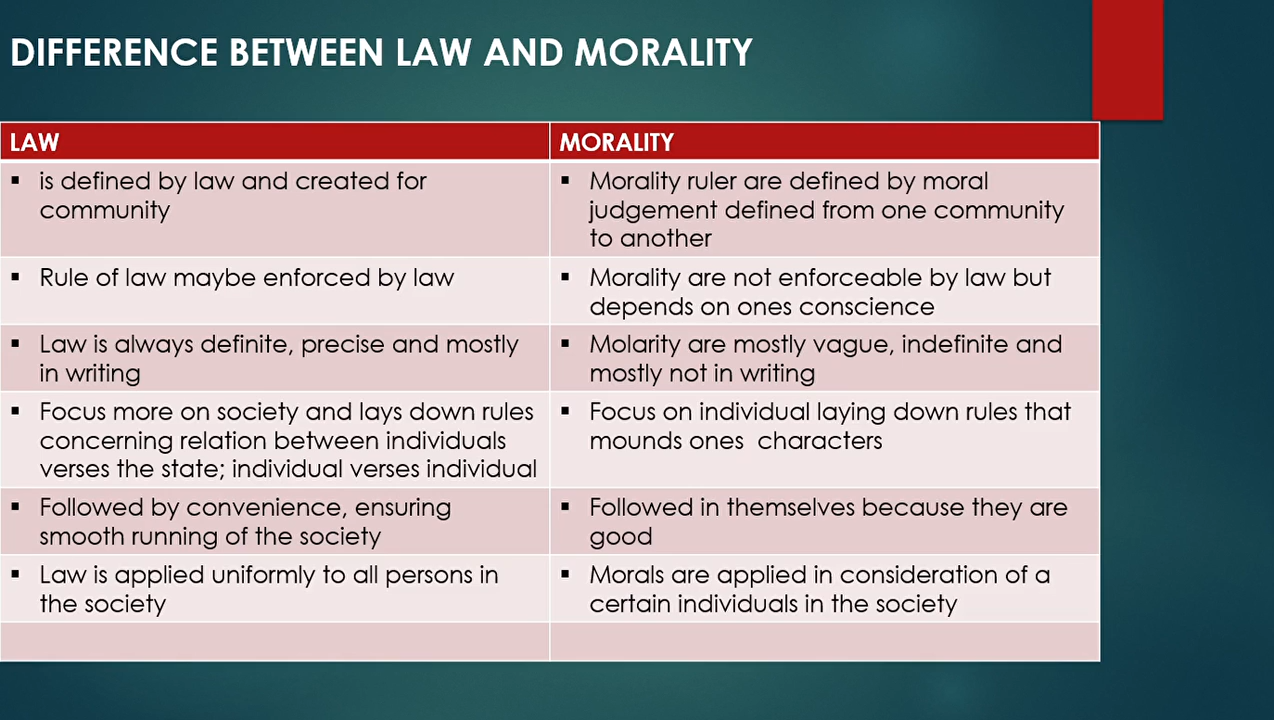 DIFFERENCE BETWEEN LAW AND MORALITY
LAW
MORALITY
▪ is defined by law and created for
community
▪ Morality ruler are defined by moral
judgement defined from one community
to another
▪ Rule of law maybe enforced by law
▪ Morality are not enforceable by law but
depends on ones conscience
▪ Law is always definite, precise and mostly
in writing
▪ Molarity are mostly vague, indefinite and
mostly not in writing
▪ Focus more on society and lays down rules
concerning relation between individuals
verses the state; individual verses individual
▪ Focus on individual laying down rules that
mounds ones  characters
▪ Followed by convenience, ensuring
smooth running of the society
▪ Followed in themselves because they are
good
▪ Law is applied uniformly to all persons in
the society
▪ Morals are applied in consideration of a
certain individuals in the society